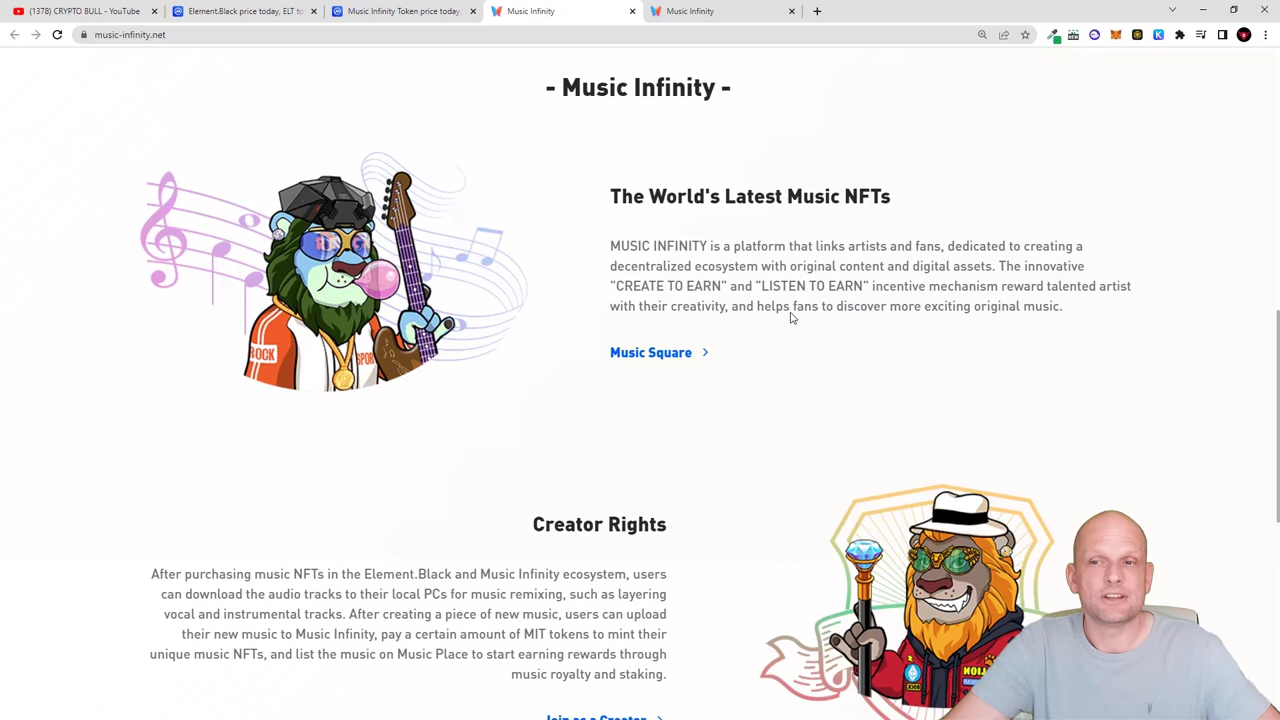 (1378) CRYPTO BULL - YouTube
Element.Black price today, ELT to
Music Infinity Token price today,
Music Infinity
Music Infinity
music-infinity.net
- Music Infinity -
The World's Latest Music NFTs
MUSIC INFINITY is a platform that links artists and fans, dedicated to creating a
decentralized ecosystem with original content and digital assets. The innovative
"CREATE TO EARN" and "LISTEN TO EARN" incentive mechanism reward talented artist
with their creativity, and helps fans to discover more exciting original music.
Music Square
ROCK
SPOR
Creator Rights
After purchasing music NFTs in the Element.Black and Music Infinity ecosystem, users
can download the audio tracks to their local PCs for music remixing, such as layering
vocal and instrumental tracks. After creating a piece of new music, users can upload
their new music to Music Infinity, pay a certain amount of MIT tokens to mint their
unique music NFTs, and list the music on Music Place to start earning rewards through
music royalty and staking.
Join as a Creator